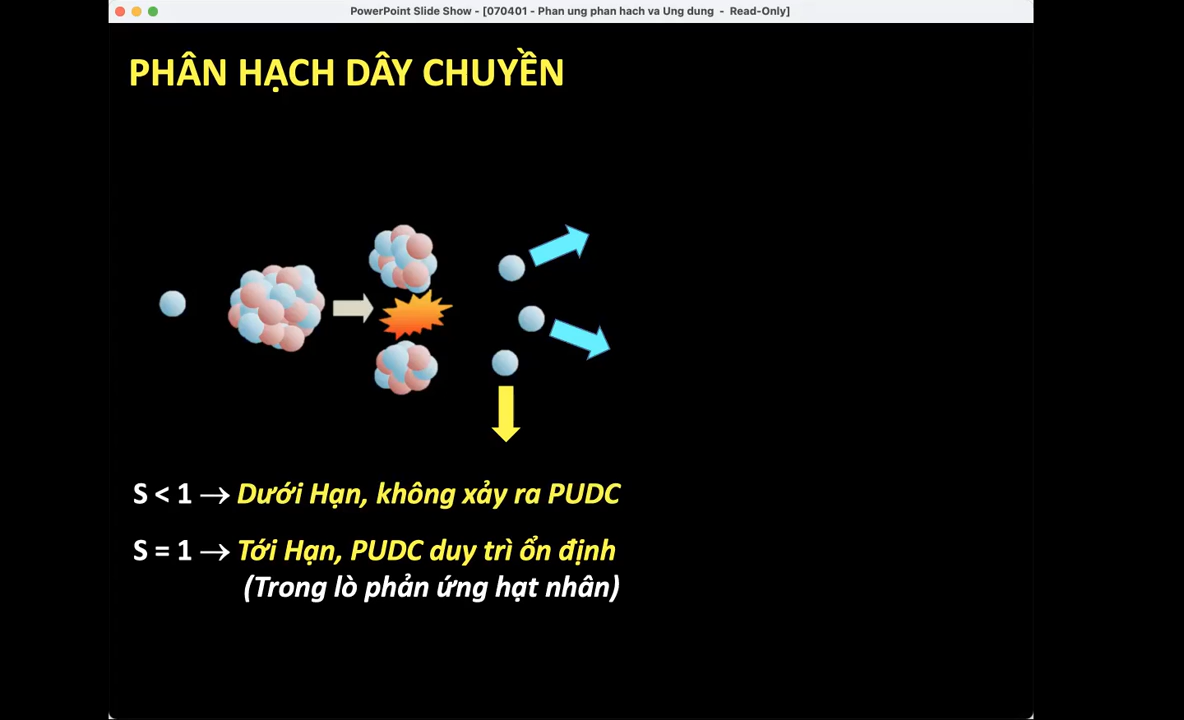 PowerPoint Slide Show - [070401 - Phan ung phan hach va Ung dung - Read-Only]
PHÂN HẠCH DÂY CHUYỀN
S < 1 → Dưới Hạn, không xảy ra PUDC
S = 1 → Tới Hạn, PUDC duy trì ổn định
(Trong lò phản ứng hạt nhân)